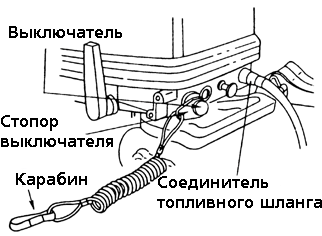 Выключатель
Стопор
выключателя
Карабин
Соединитель
топливного шланга